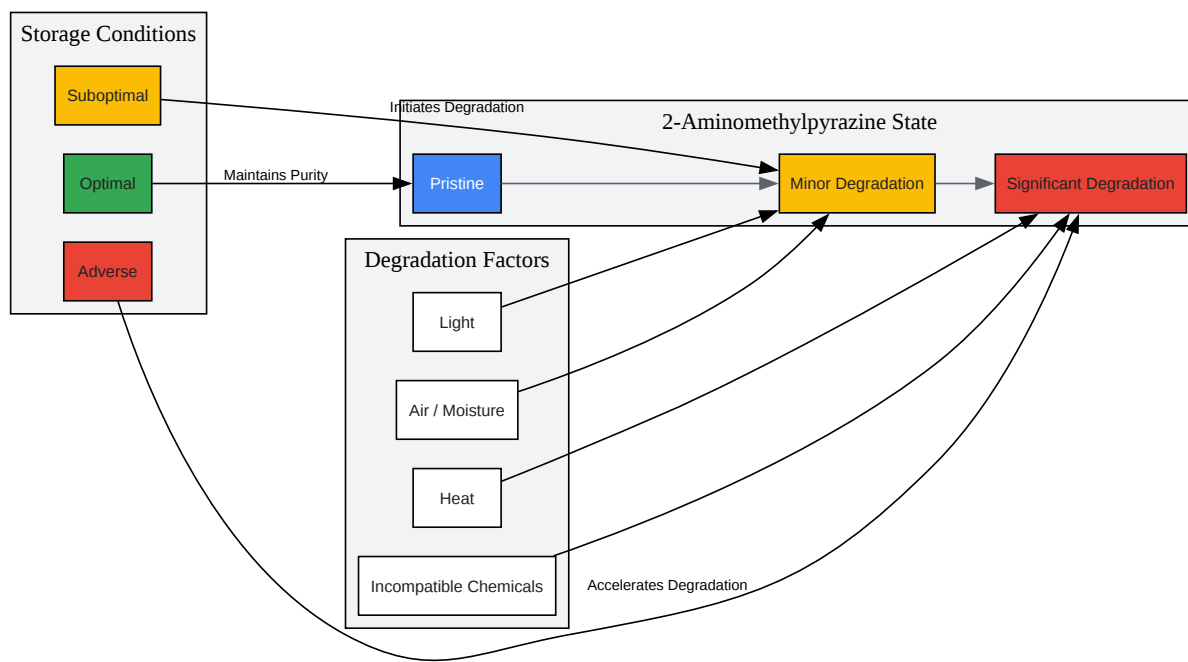 Storage Conditions
Suboptimal
Initiates Degradation
2-Aminomethylpyrazine State
Optimal
Maintains Purity
Pristine
Minor Degradation
Significant Degradation
Adverse
Degradation Factors
Light
Air / Moisture
Heat
Incompatible Chemicals
Accelerates Degradation